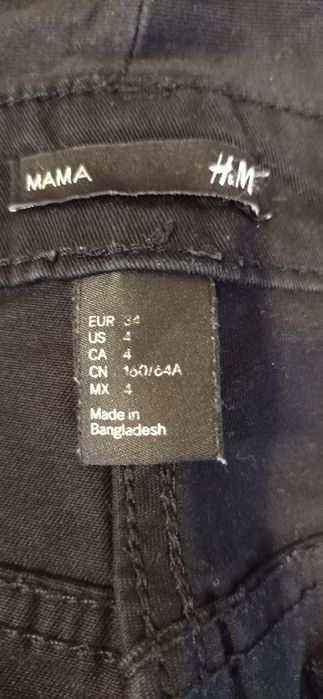 MAMA H&M
EUR 34
US 4
CA 4
CN 160/64A
MX 4
Made in
Bangladesh